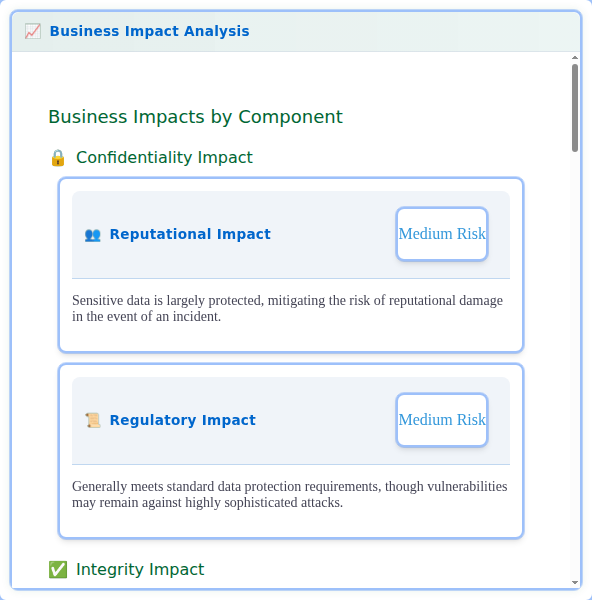 📈 Business Impact Analysis
Business Impacts by Component
🔒 Confidentiality Impact
👥 Reputational Impact
Medium Risk
Sensitive data is largely protected, mitigating the risk of reputational damage
in the event of an incident.
📜 Regulatory Impact
Medium Risk
Generally meets standard data protection requirements, though vulnerabilities
may remain against highly sophisticated attacks.
✅ Integrity Impact